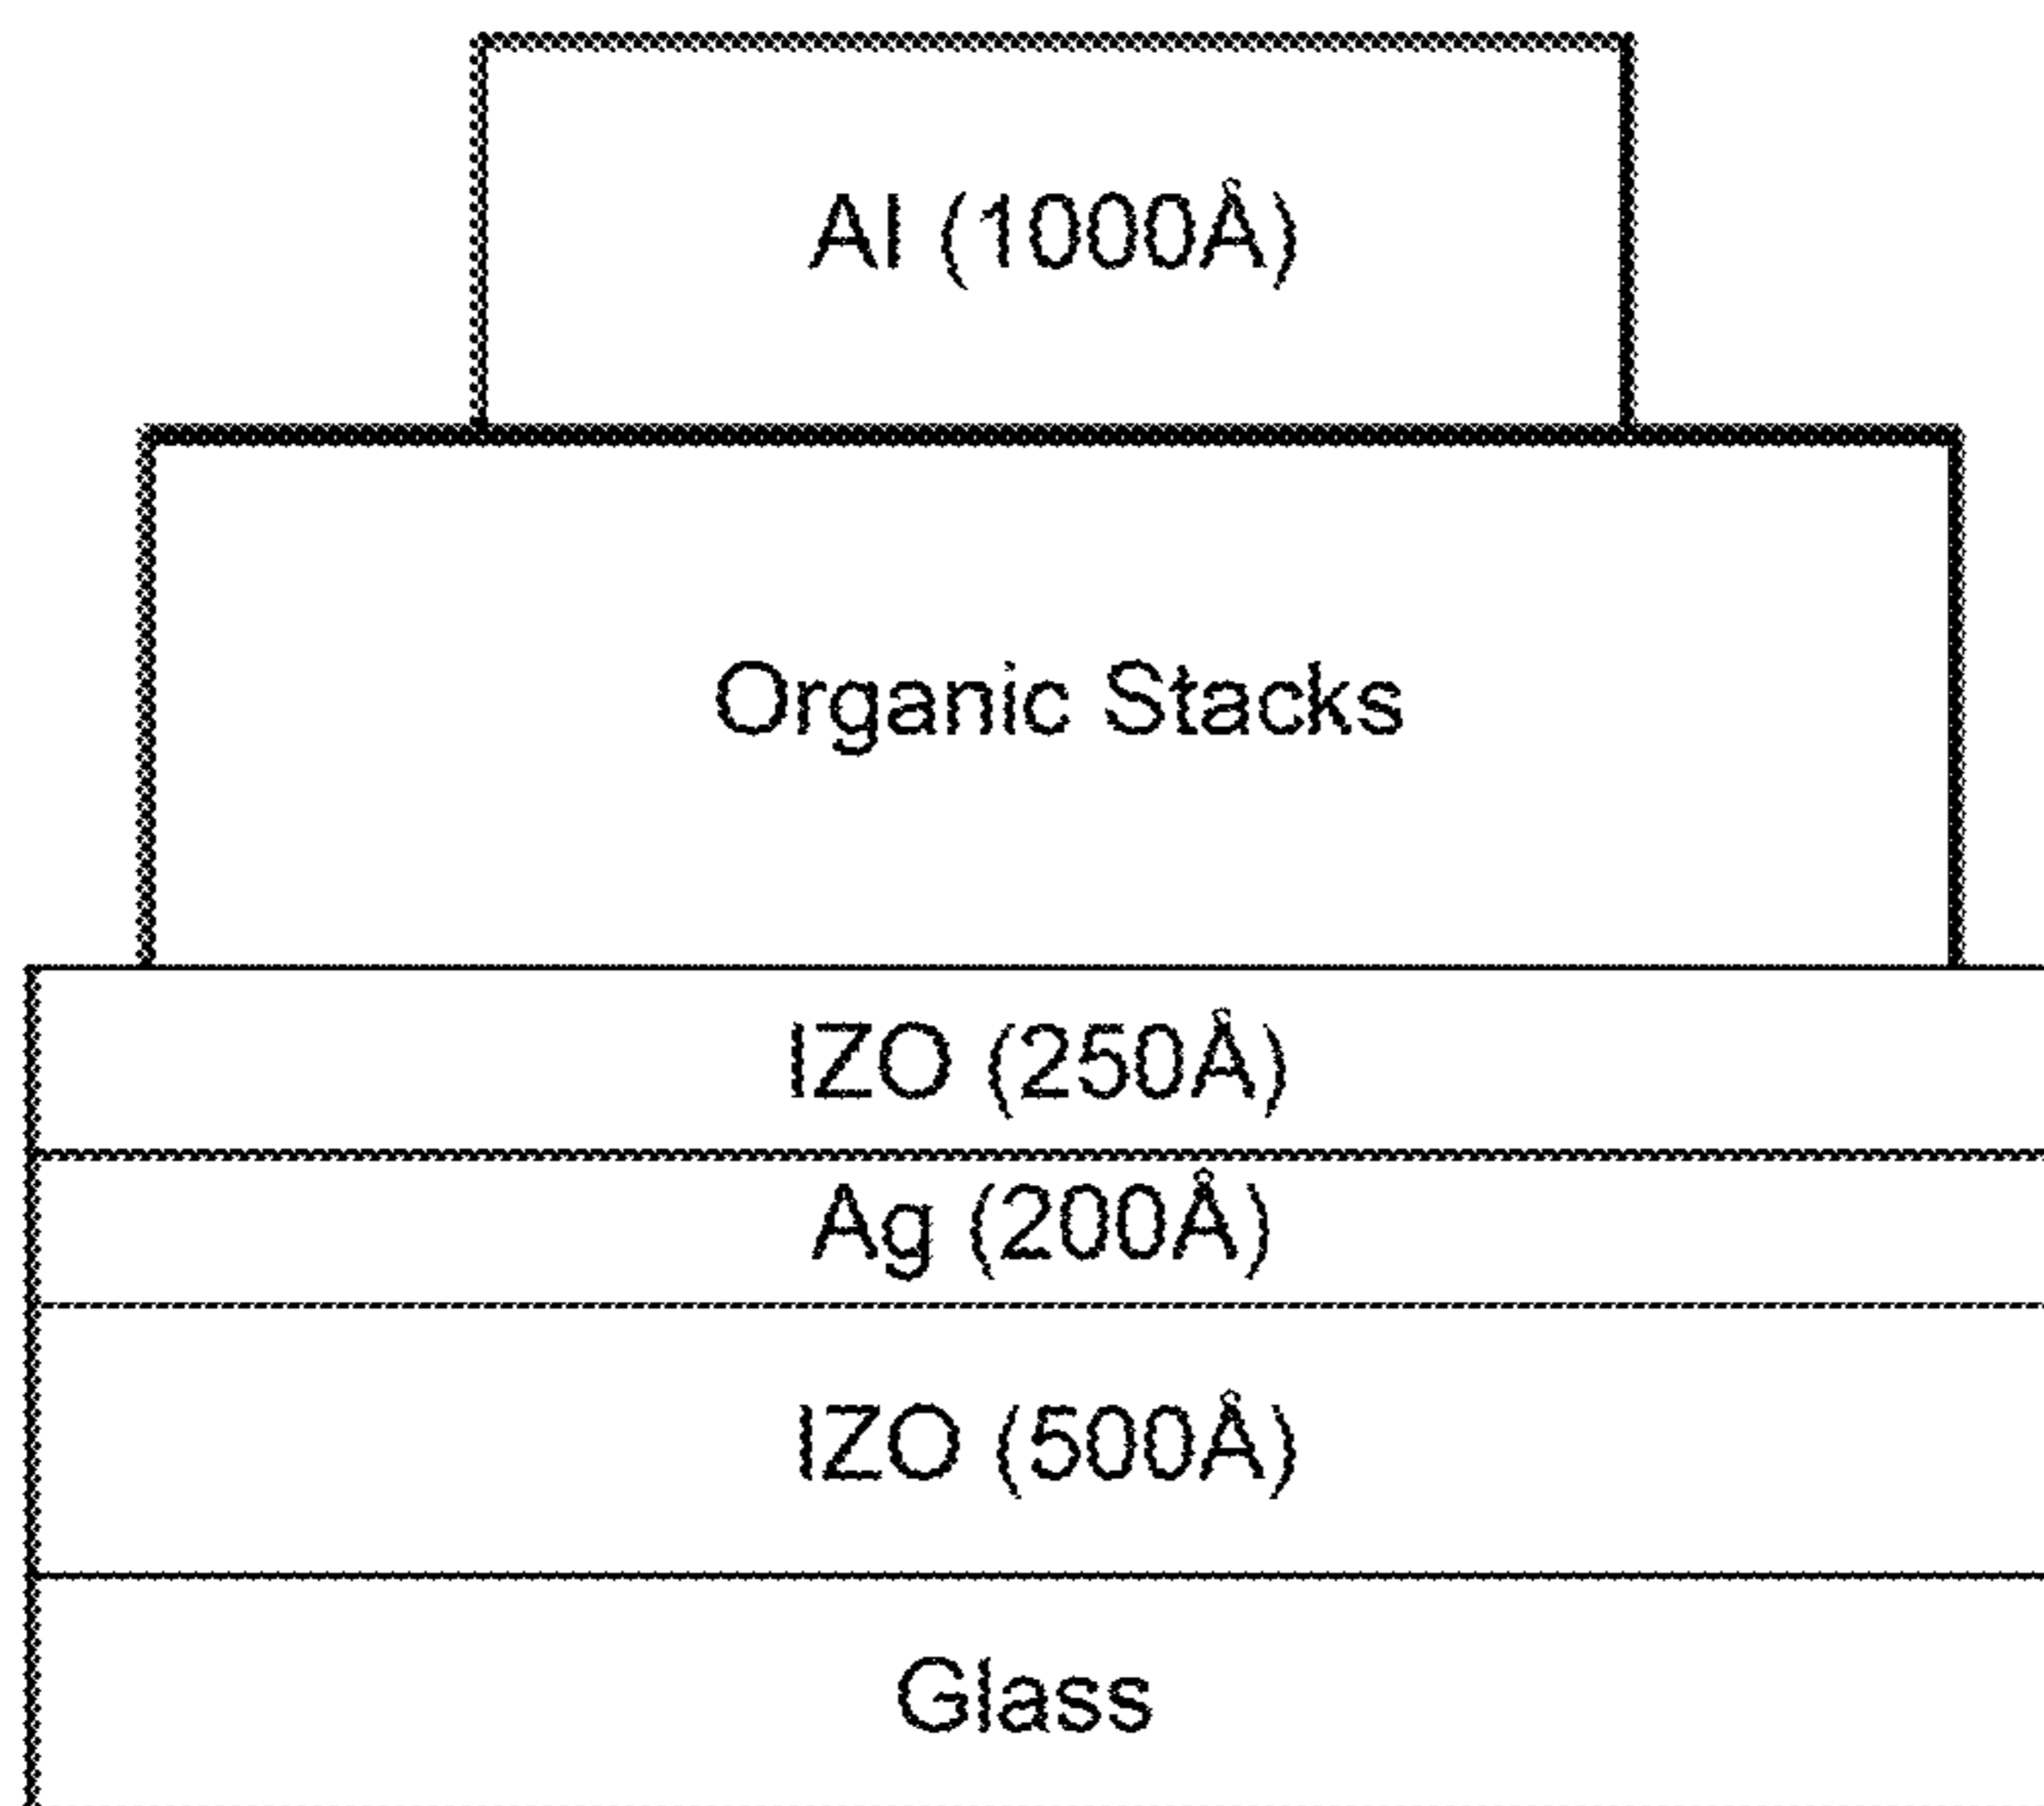 Al (1000Å)
Organic Stacks
IZO (250Å)
Ag (200Å)
IZO (500Å)
Glass